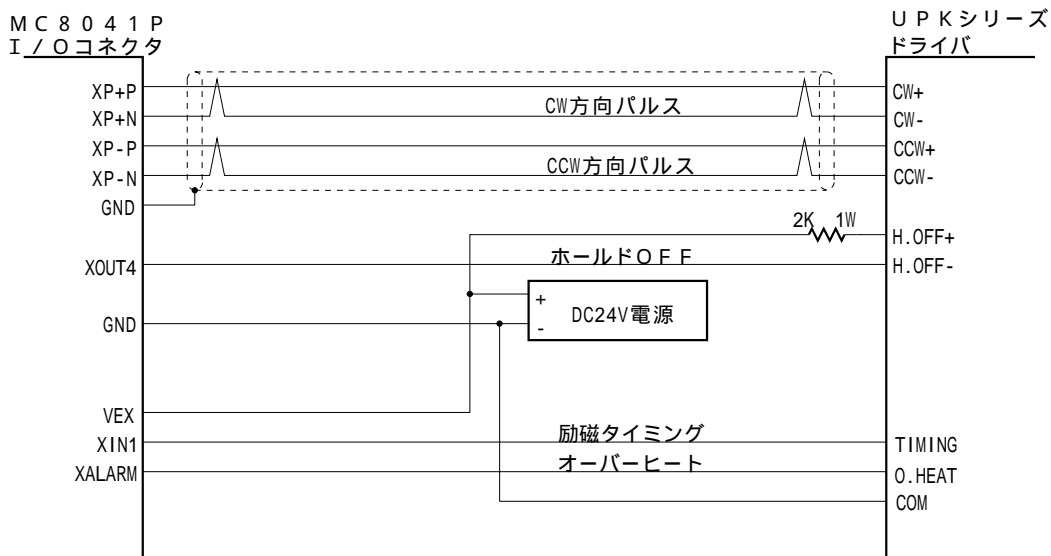 ＭＣ８０４１Ｐ
Ｉ／Ｏコネクタ
ＵＰＫシリーズ
ドライバ
XP+P
CW+
CW方向パルス
XP+N
CW-
XP-P
CCW+
CCW方向パルス
XP-N
CCW-
GND
2K 1W
H.OFF+
ホールドＯＦＦ
XOUT4
H.OFF-
+
DC24V電源
-
GND
VEX
励磁タイミング
XIN1
TIMING
オーバーヒート
XALARM
O.HEAT
COM